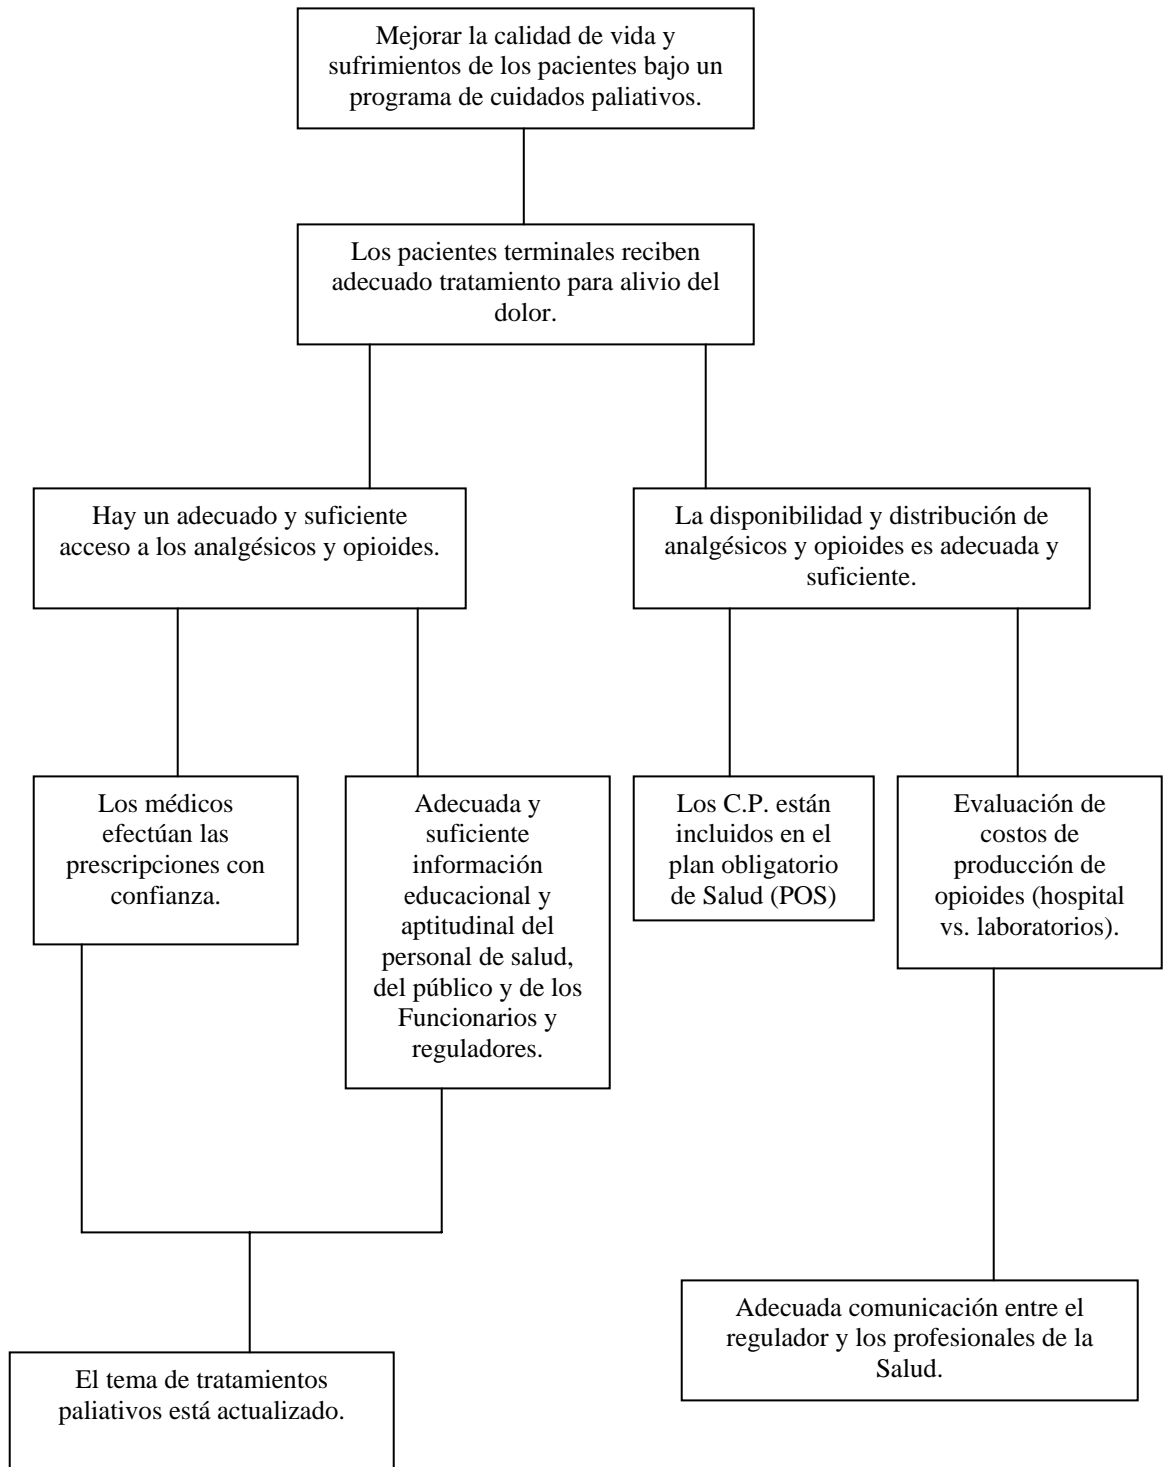 Mejorar la calidad de vida y
sufrimientos de los pacientes bajo un
programa de cuidados paliativos.
Los pacientes terminales reciben
adecuado tratamiento para alivio del
dolor.
Hay un adecuado y suficiente
acceso a los analgésicos y opioides.
La disponibilidad y distribución de
analgésicos y opioides es adecuada y
suficiente.
Los médicos
efectúan las
prescripciones con
confianza.
Adecuada y
suficiente
información
educacional y
aptitudinal del
personal de salud,
del público y de los
Funcionarios y
reguladores.
Los C.P. están
incluidos en el
plan obligatorio
de Salud (POS)
Evaluación de
costos de
producción de
opioides (hospital
vs. laboratorios).
Adecuada comunicación entre el
regulador y los profesionales de la
Salud.
El tema de tratamientos
paliativos está actualizado.